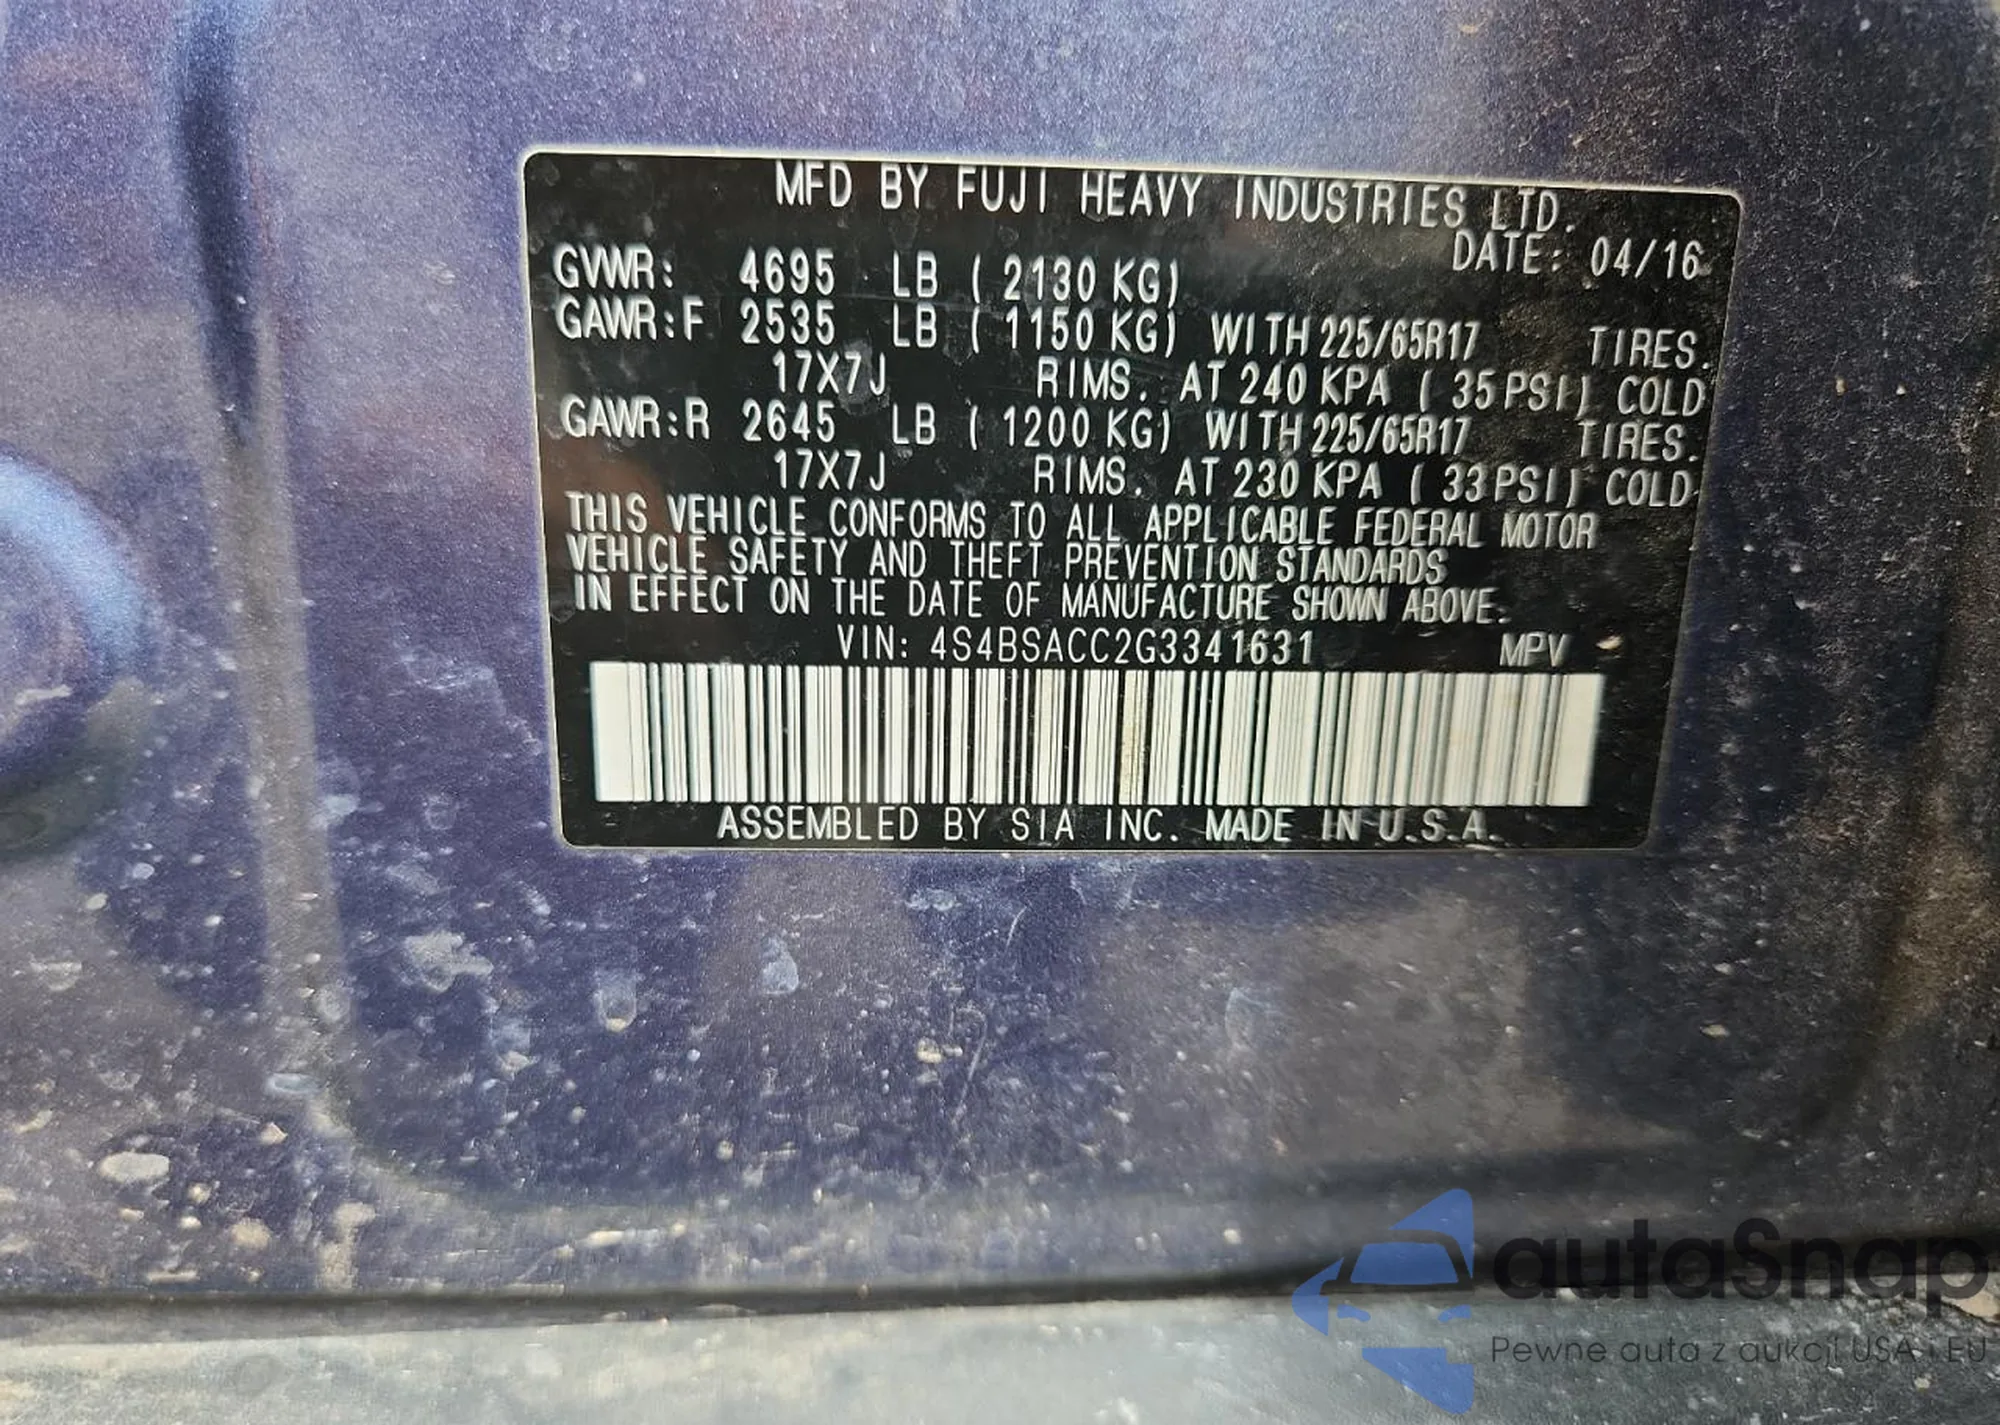 MFD BY FUJI HEAVY INDUSTRIES LTD.
DATE: 04/16
GVWR: 4695 LB ( 2130 KG)
GAWR:F 2535 LB ( 1150 KG) WITH 225/65R17 TIRES.
17X7J RIMS. AT 240 KPA ( 35 PSI) COLD
GAWR:R 2645 LB ( 1200 KG) WITH 225/65R17 TIRES.
17X7J RIMS. AT 230 KPA ( 33 PSI) COLD
THIS VEHICLE CONFORMS TO ALL APPLICABLE FEDERAL MOTOR
VEHICLE SAFETY AND THEFT PREVENTION STANDARDS
IN EFFECT ON THE DATE OF MANUFACTURE SHOWN ABOVE.
VIN: 4S4BSACC2G3341631 MPV
ASSEMBLED BY SIA INC. MADE IN U.S.A.
autaSnap
Pewne auta z aukcji USA i EU